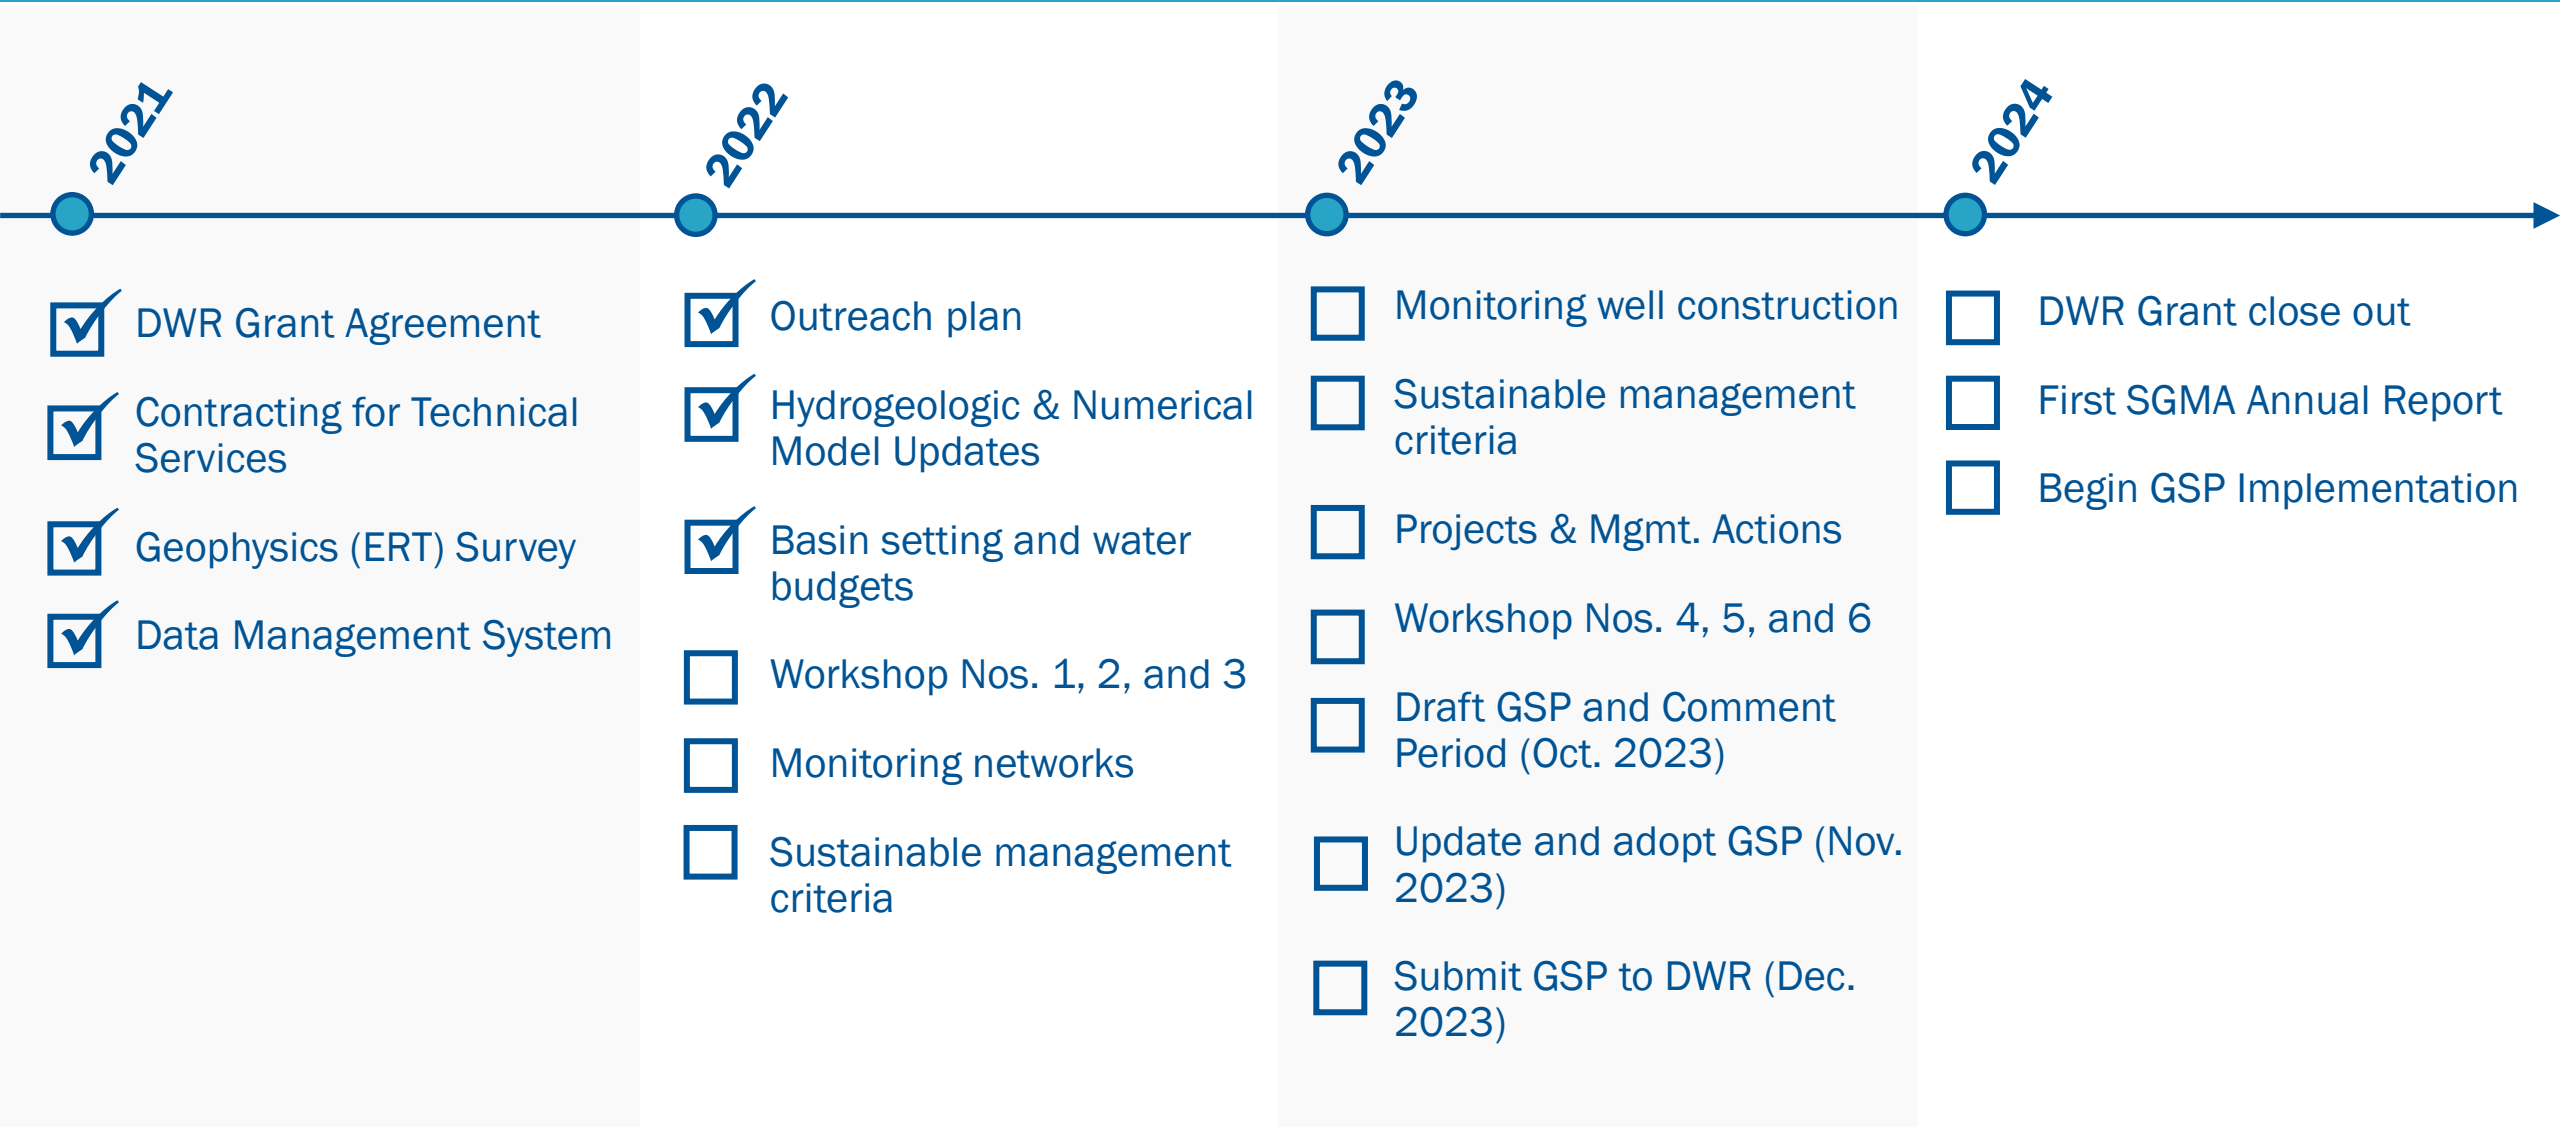 2021
2022
2023
2024
DWR Grant Agreement
Contracting for Technical
Services
Geophysics (ERT) Survey
Data Management System
Outreach plan
Hydrogeologic & Numerical
Model Updates
Basin setting and water
budgets
Workshop Nos. 1, 2, and 3
Monitoring networks
Sustainable management
criteria
Monitoring well construction
Sustainable management
criteria
Projects & Mgmt. Actions
Workshop Nos. 4, 5, and 6
Draft GSP and Comment
Period (Oct. 2023)
Update and adopt GSP (Nov.
2023)
Submit GSP to DWR (Dec.
2023)
DWR Grant close out
First SGMA Annual Report
Begin GSP Implementation